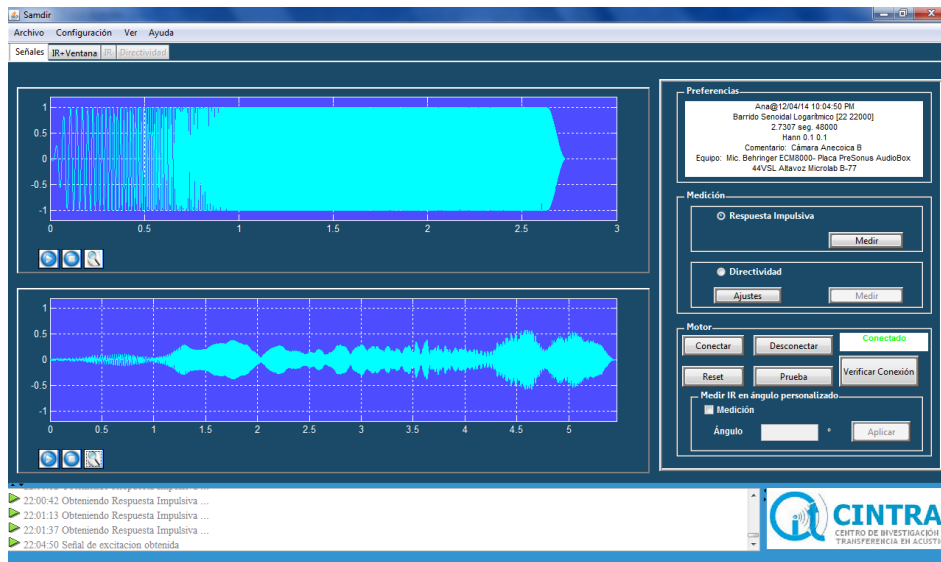 Samdir
Archivo Configuración Ver Ayuda
Señales IR+Ventana IR Directividad
1
0.5
0
-0.5
-1
0 0.5 1 1.5 2 2.5 3
1
0.5
0
-0.5
-1
0 0.5 1 1.5 2 2.5 3 3.5 4 4.5 5
Preferencias
Ana@12/04/14 10:04:50 PM
Barrido Senoidal Logarítmico [22 22000]
2.7307 seg. 48000
Hann 0.1 0.1
Comentario: Cámara Anecoica B
Equipo: Mic. Behringer ECM8000- Placa PreSonus AudioBox
44VSL Altavoz Microlab B-77
Medición
Respuesta Impulsiva
Medir
Directividad
Ajustes Medir
Motor
Conectar Desconectar Conectado
Reset Prueba Verificar Conexión
Medir IR en ángulo personalizado
Medición
Ángulo ° Aplicar
22:00:42 Obteniendo Respuesta Impulsiva ...
22:01:13 Obteniendo Respuesta Impulsiva ...
22:01:37 Obteniendo Respuesta Impulsiva ...
22:04:50 Señal de excitacion obtenida
CINTRA
CENTRO DE INVESTIGACIÓN
TRANSFERENCIA EN ACÚSTI